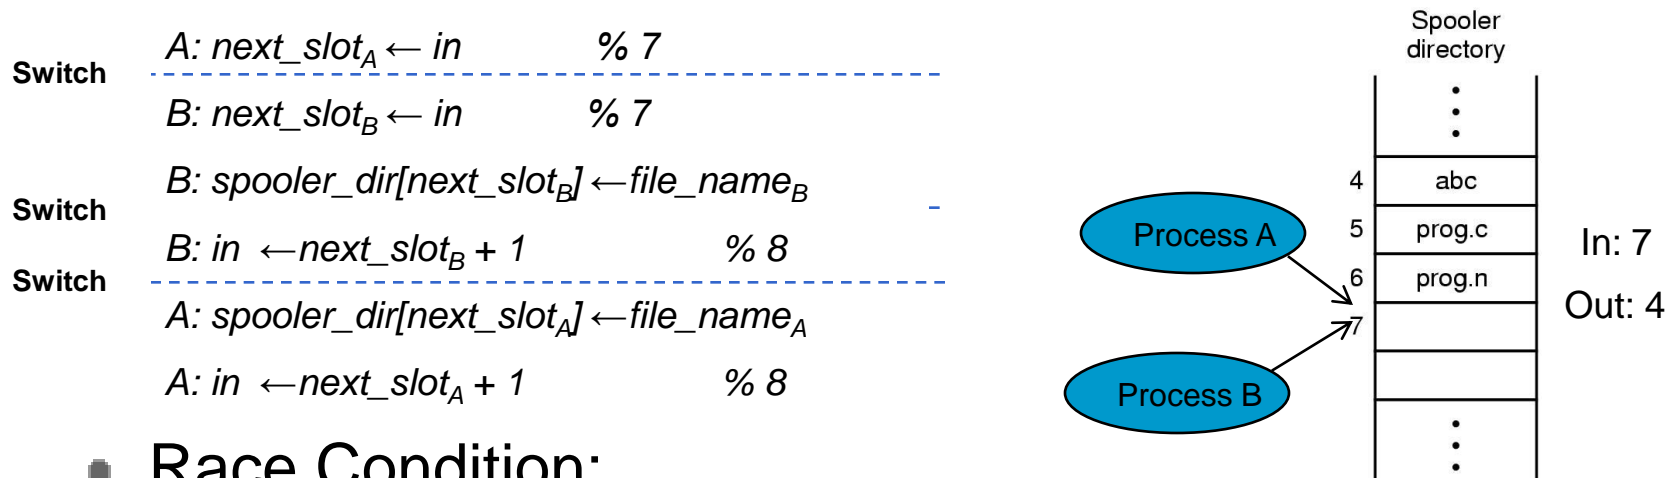 Switch
A: next_slotA ← in % 7
B: next_slotB ← in % 7
B: spooler_dir[next_slotB] ← file_nameB
Switch
B: in ← next_slotB + 1 % 8
Switch
A: spooler_dir[next_slotA] ← file_nameA
A: in ← next_slotA + 1 % 8
Race Condition:
Spooler
directory
4 abc
5 prog.c
6 prog.n
7
Process A
Process B
In: 7
Out: 4